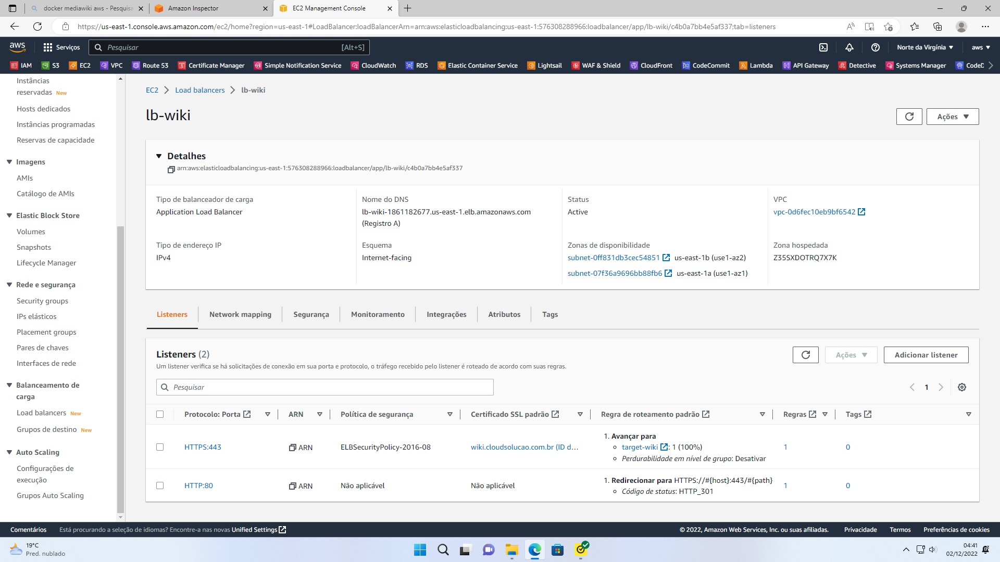 docker mediawiki aws - Pesquisa
Amazon Inspector
EC2 Management Console
https://us-east-1.console.aws.amazon.com/ec2/home?region=us-east-1#LoadBalancer:loadBalancerArn=arn:aws:elasticloadbalancing:us-east-1:576308288966:loadbalancer/app/lb-wiki/c4b0a7bb4e5af337;tab=listeners
aws
Serviços
Pesquisar
[Alt+S]
Norte da Virgínia
aws
IAM
S3
EC2
VPC
Route 53
Certificate Manager
Simple Notification Service
CloudWatch
RDS
Elastic Container Service
Lightsail
WAF & Shield
CloudFront
CodeCommit
Lambda
API Gateway
Detective
Systems Manager
Instâncias
reservadas New
Hosts dedicados
Instâncias programadas
Reservas de capacidade
Imagens
AMIs
Catálogo de AMIs
Elastic Block Store
Volumes
Snapshots
Lifecycle Manager
Rede e segurança
Security groups
IPs elásticos
Placement groups
Pares de chaves
Interfaces de rede
Balanceamento de
carga
Load balancers New
Grupos de destino New
Auto Scaling
Configurações de
execução
Grupos Auto Scaling
EC2
Load balancers
lb-wiki
lb-wiki
Ações
Detalhes
arn:aws:elasticloadbalancing:us-east-1:576308288966:loadbalancer/app/lb-wiki/c4b0a7bb4e5af337
Tipo de balanceador de carga
Application Load Balancer
Nome do DNS
lb-wiki-1861182677.us-east-1.elb.amazonaws.com
(Registro A)
Status
Active
VPC
vpc-0d6fec10eb9bf6542
Tipo de endereço IP
IPv4
Esquema
Internet-facing
Zonas de disponibilidade
subnet-0ff831db3cec54851 us-east-1b (use1-az2)
subnet-07f36a9696bb88fb6 us-east-1a (use1-az1)
Zona hospedada
Z35SXDOTRQ7X7K
Listeners
Network mapping
Segurança
Monitoramento
Integrações
Atributos
Tags
Listeners (2)
Um listener verifica se há solicitações de conexão em sua porta e protocolo, o tráfego recebido pelo listener é roteado de acordo com suas regras.
Ações
Adicionar listener
Pesquisar
1
Protocolo: Porta
ARN
Política de segurança
Certificado SSL padrão
Regra de roteamento padrão
Regras
Tags
HTTPS:443
ARN
ELBSecurityPolicy-2016-08
wiki.cloudsolucao.com.br (ID d...
1. Avançar para
target-wiki : 1 (100%)
Perdurabilidade em nível de grupo: Desativar
1
0
HTTP:80
ARN
Não aplicável
Não aplicável
1. Redirecionar para HTTPS://#{host}:443/#{path}
Código de status: HTTP_301
1
0
Comentários
Está procurando a seleção de idiomas? Encontre-a nas novas Unified Settings
© 2022, Amazon Web Services, Inc. ou suas afiliadas.
Privacidade
Termos
Preferências de cookies
19°C
Pred. nublado
04:41
02/12/2022